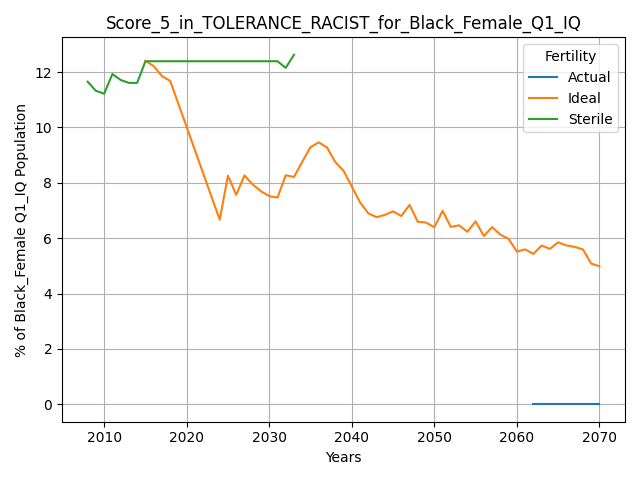 Score_5_in_TOLERANCE_RACIST_for_Black_Female_Q1_IQ
Fertility
Actual
Ideal
Sterile
% of Black_Female Q1_IQ Population
12
10
8
6
4
2
0
2010 2020 2030 2040 2050 2060 2070
Years